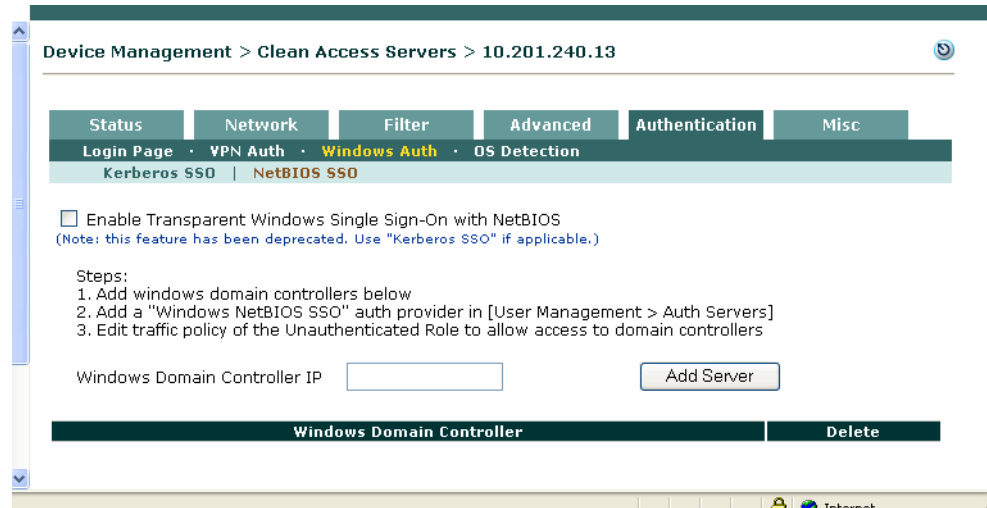 Device Management > Clean Access Servers > 10.201.240.13
Status Network Filter Advanced Authentication Misc
Login Page · VPN Auth · Windows Auth · OS Detection
Kerberos SSO | NetBIOS SSO
Enable Transparent Windows Single Sign-On with NetBIOS
(Note: this feature has been deprecated. Use "Kerberos SSO" if applicable.)
Steps:
1. Add windows domain controllers below
2. Add a "Windows NetBIOS SSO" auth provider in [User Management > Auth Servers]
3. Edit traffic policy of the Unauthenticated Role to allow access to domain controllers
Windows Domain Controller IP Add Server
Windows Domain Controller Delete
Internet